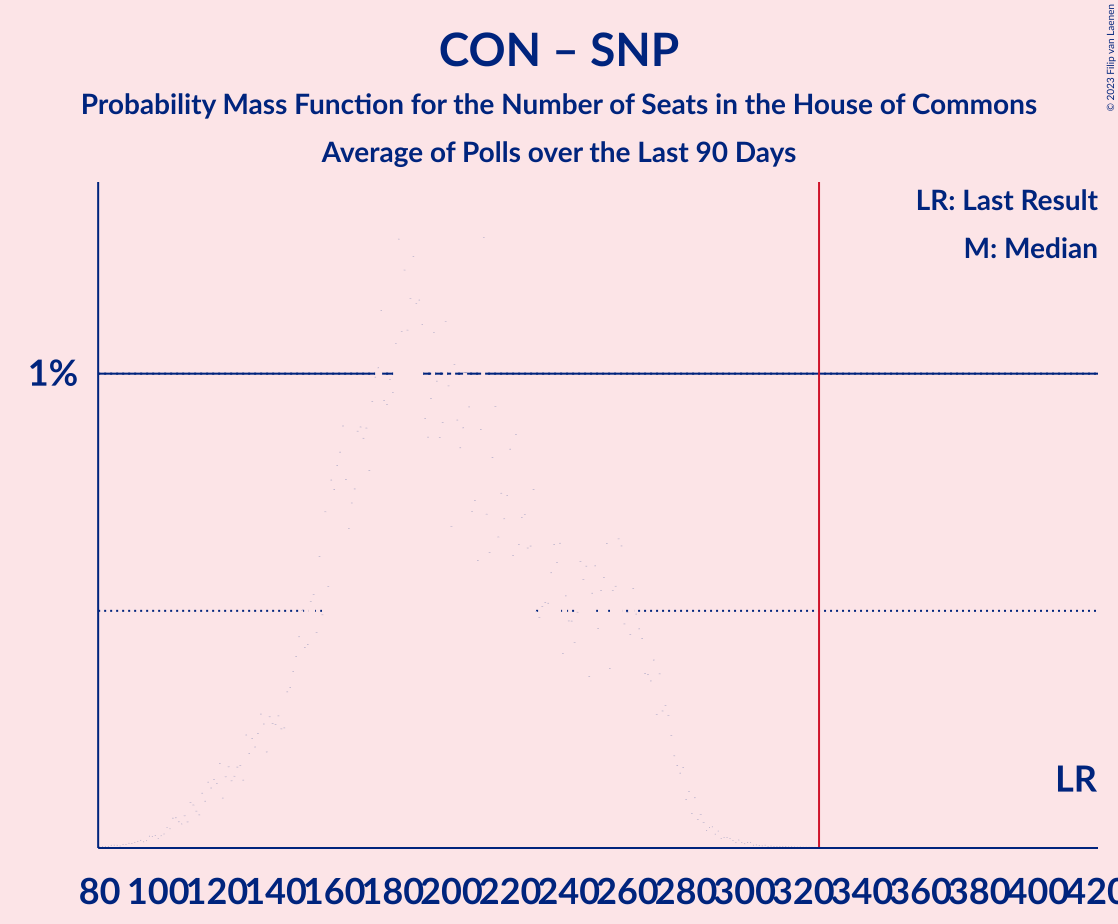 CON – SNP
Probability Mass Function for the Number of Seats in the House of Commons
Average of Polls over the Last 90 Days
© 2023 Filip van Laenen
LR: Last Result
M: Median
1%
LR
80 100 120 140 160 180 200 220 240 260 280 300 320 340 360 380 400 420